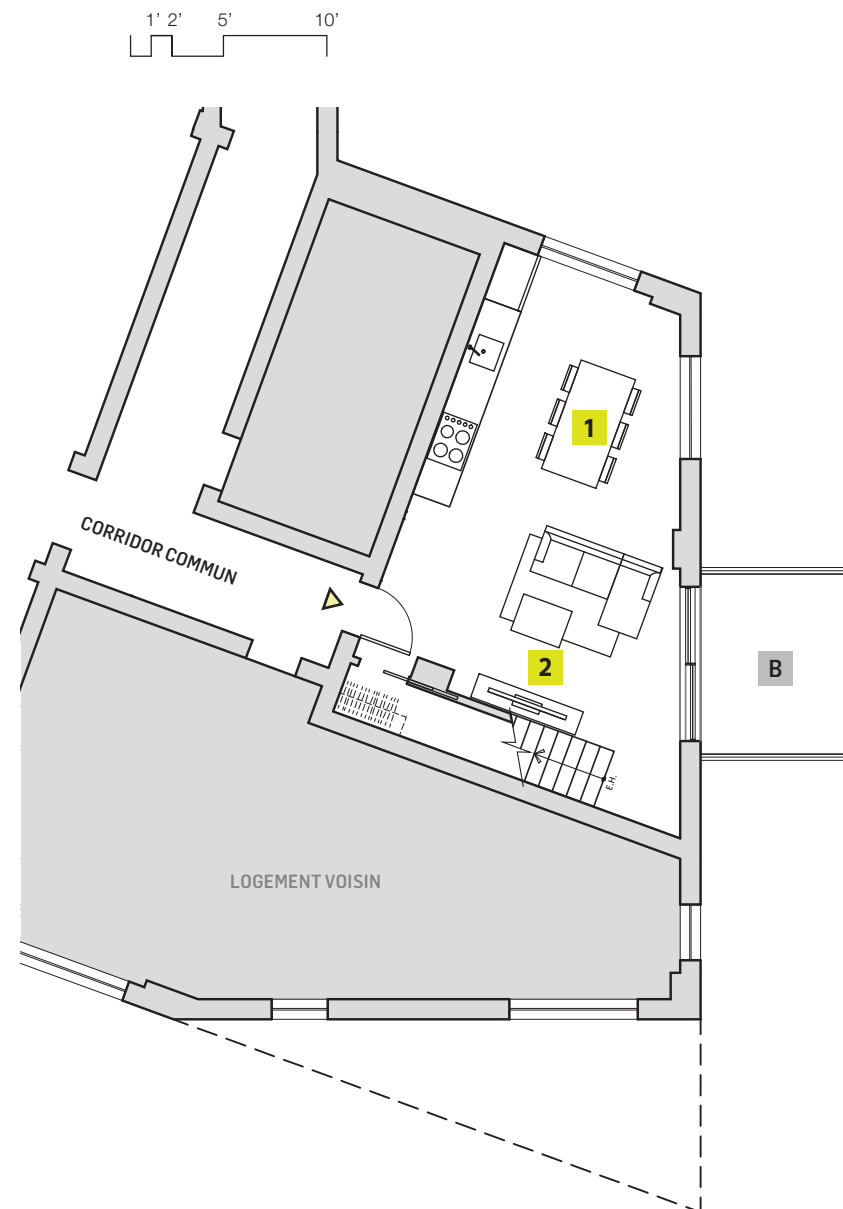 1' 2' 5' 10'
1
CORRIDOR COMMUN
2
B
E.H.
LOGEMENT VOISIN